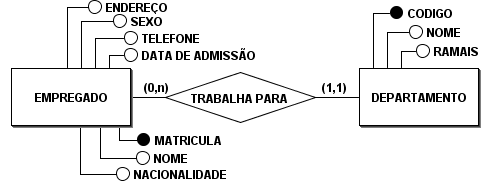 ENDEREÇO
SEXO
TELEFONE
DATA DE ADMISSÃO
CODIGO
NOME
RAMAIS
EMPREGADO
(0,n)
TRABALHA PARA
(1,1)
DEPARTAMENTO
MATRICULA
NOME
NACIONALIDADE